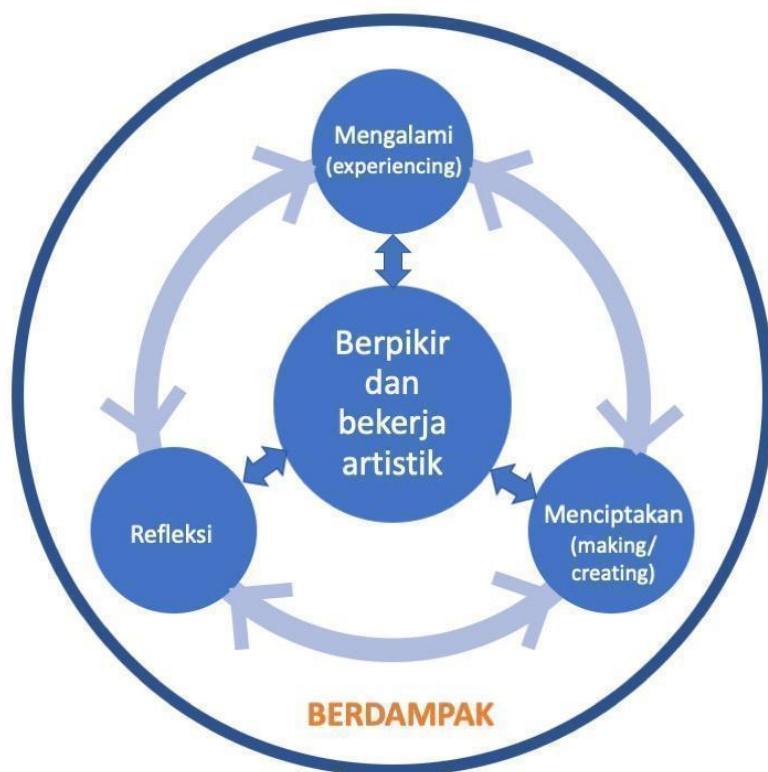 Mengalami
(experiencing)
Berpikir
dan
bekerja
artistik
Refleksi
Menciptakan
(making/
creating)
BERDAMPAK